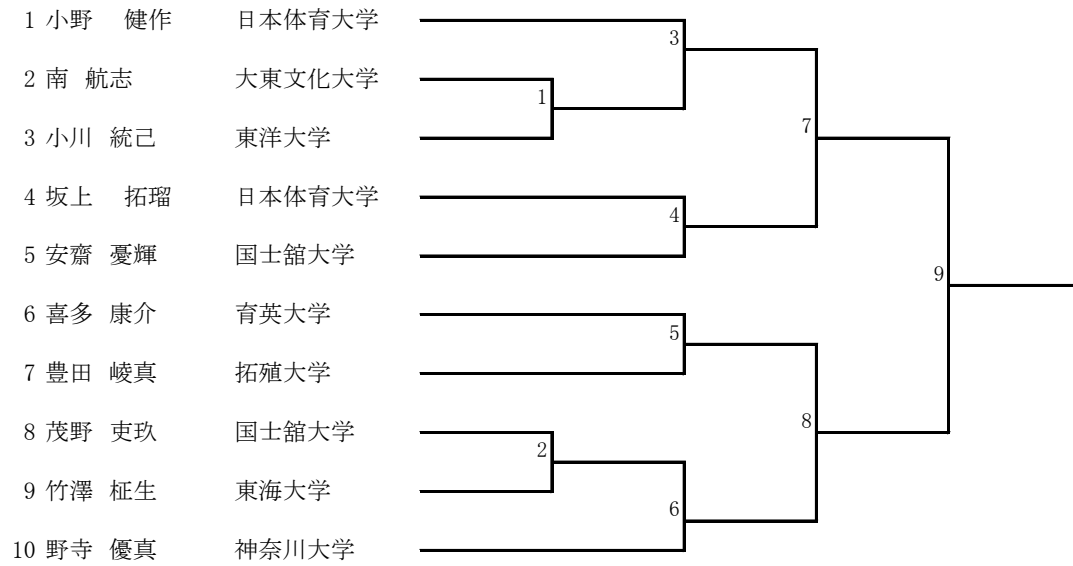 1 小野 健作 日本体育大学
3
2 南 航志 大東文化大学
1
3 小川 統己 東洋大学
7
4 坂上 拓瑠 日本体育大学
4
5 安齋 憂輝 国士舘大学
9
6 喜多 康介 育英大学
5
7 豊田 崚真 拓殖大学
8 茂野 吏玖 国士舘大学
8
2
9 竹澤 柾生 東海大学
6
10 野寺 優真 神奈川大学